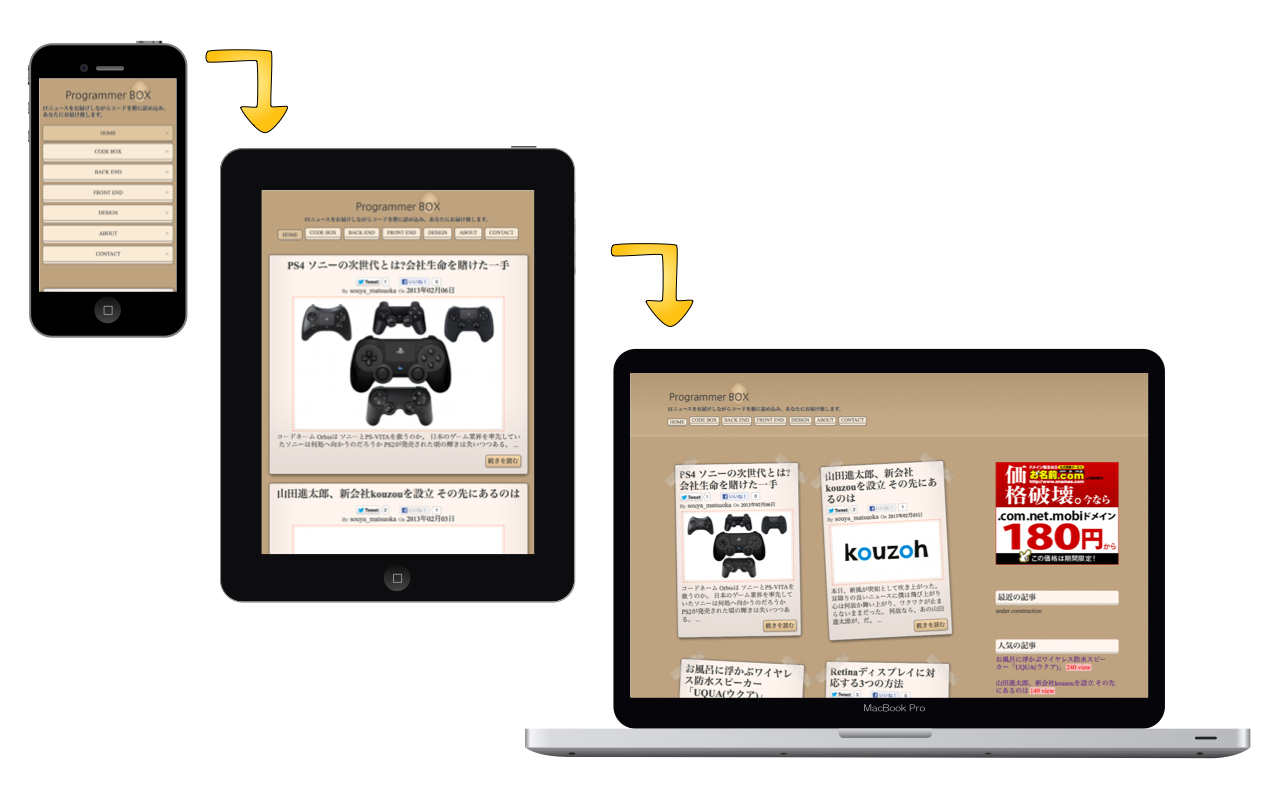 Programmer BOX
ITニュースをお届けしながらコードを箱に詰め込み、
あなたにお届け致します。
HOME
CODE BOX
BACK END
FRONT END
DESIGN
ABOUT
CONTACT
Programmer BOX
ITニュースをお届けしながらコードを箱に詰め込み、あなたにお届け致します。
HOME CODE BOX BACK END FRONT END DESIGN ABOUT CONTACT
PS4 ソニーの次世代とは?会社生命を賭けた一手
Tweet 1 いいね! 0
By souya_matsuoka On 2013年02月06日
コードネーム Orbisは ソニーとPS-VITAを救うのか。 日本のゲーム業界を率先してい
たソニーは何処へ向かうのだろうか PS2が発売された頃の輝きは失いつつある。 ...
続きを読む
山田進太郎、新会社kouzouを設立 その先にあるのは
Tweet 2 いいね! 1
By souya_matsuoka On 2013年02月03日
Programmer BOX
ITニュースをお届けしながらコードを箱に詰め込み、あなたにお届け致します。
HOME CODE BOX BACK END FRONT END DESIGN ABOUT CONTACT
PS4 ソニーの次世代とは?
会社生命を賭けた一手
Tweet 1 いいね! 0
By souya_matsuoka On 2013年02月06日
コードネーム Orbisは ソニーとPS-VITAを
救うのか。 日本のゲーム業界を率先して
いたソニーは何処へ向かうのだろうか
PS2が発売された頃の輝きは失いつつあ
る。 ...
続きを読む
山田進太郎、新会社
kouzouを設立 その先にあ
るのは
Tweet 2 いいね! 1
By souya_matsuoka On 2013年02月03日
kouzoh
本日、新風が突如として吹き上がった。
耳障りの良いニュースに僕は飛び上がり
心は何故か舞い上がり、ワクワクが止ま
らないままだった。 何故なら、あの山田
進太郎が、だ。 ...
続きを読む
お風呂に浮かぶワイヤレ
ス防水スピーカー
「UQUA(ウクア)」
Retinaディスプレイに対
応する3つの方法
Tweet 3 いいね! 0
ドメイン取るなら
お名前.com
http://www.onamae.com
価格破壊。今なら
.com.net.mobiドメイン
180円から
この価格は期間限定!
最近の記事
under construction
人気の記事
お風呂に浮かぶワイヤレス防水スピー
カー「UQUA(ウクア)」 240 view
山田進太郎、新会社kouzouを設立 その先
にあるのは 149 view
MacBook Pro